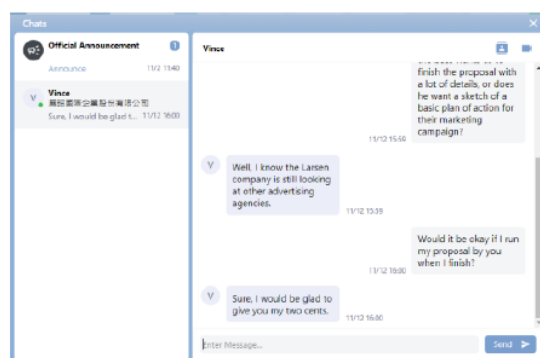 Chats
Official Announcement
1
Announce
11/2 11:40
Vince
Sure, I would be glad t...
11/12 16:00
Vince
finish the proposal with
a lot of details, or does
he want a sketch of a
basic plan of action for
their marketing
campaign?
11/12 15:59
V
Well, I know the Larsen
company is still looking
at other advertising
agencies.
11/12 15:59
Would it be okay if I run
my proposal by you
when I finish?
11/12 16:00
V
Sure, I would be glad to
give you my two cents.
11/12 16:00
Enter Message...
Send